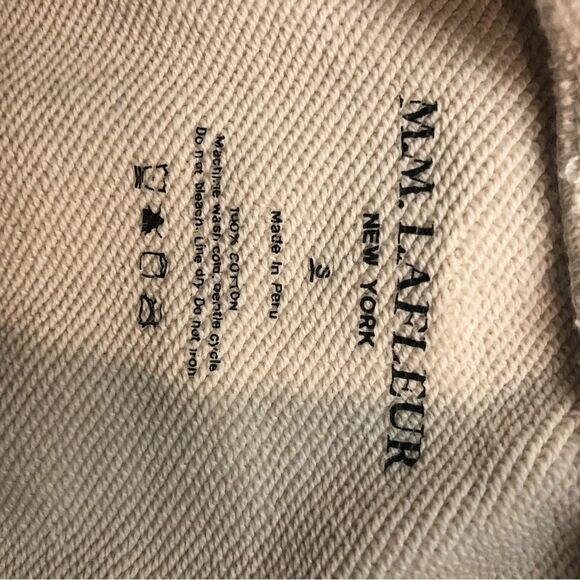 M.M. LAFLEUR
NEW YORK
S
Made in Peru
100% COTTON
Machine wash cold, gentle cycle
Do not bleach. Line dry. Do not iron